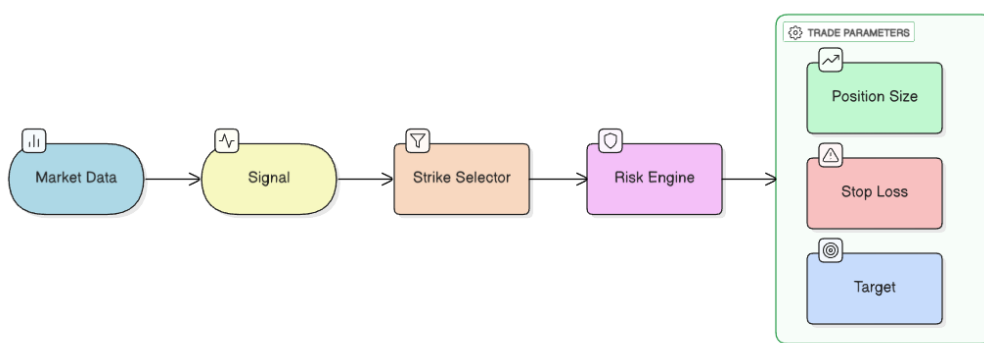 Market Data
Signal
Strike Selector
Risk Engine
TRADE PARAMETERS
Position Size
Stop Loss
Target